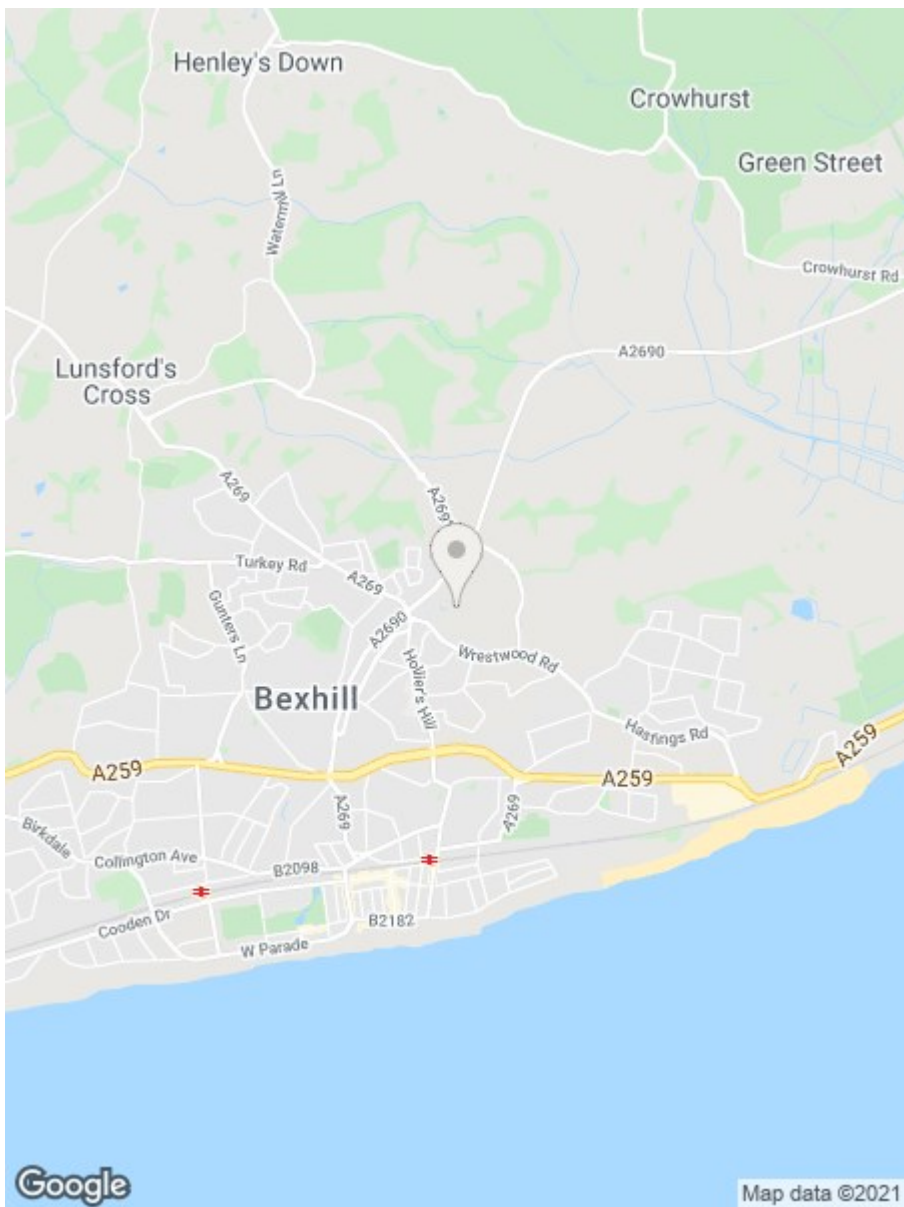 Henley's Down
Crowhurst
Green Street
Watermill Ln
Crowhurst Rd
A2690
Lunsford's
Cross
A269
A2691
Turkey Rd
A269
Gunters Ln
A2690
Hollier's Hill
Wrestwood Rd
Bexhill
Hastings Rd
A259
A259
A259
A269
A269
Birkdale
Collington Ave
B2098
Cooden Dr
B2182
W Parade
Google
Map data ©2021